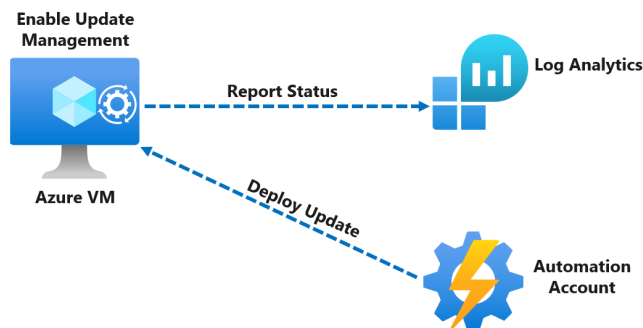 Enable Update
Management
Log Analytics
Report Status
Azure VM
Deploy Update
Automation
Account